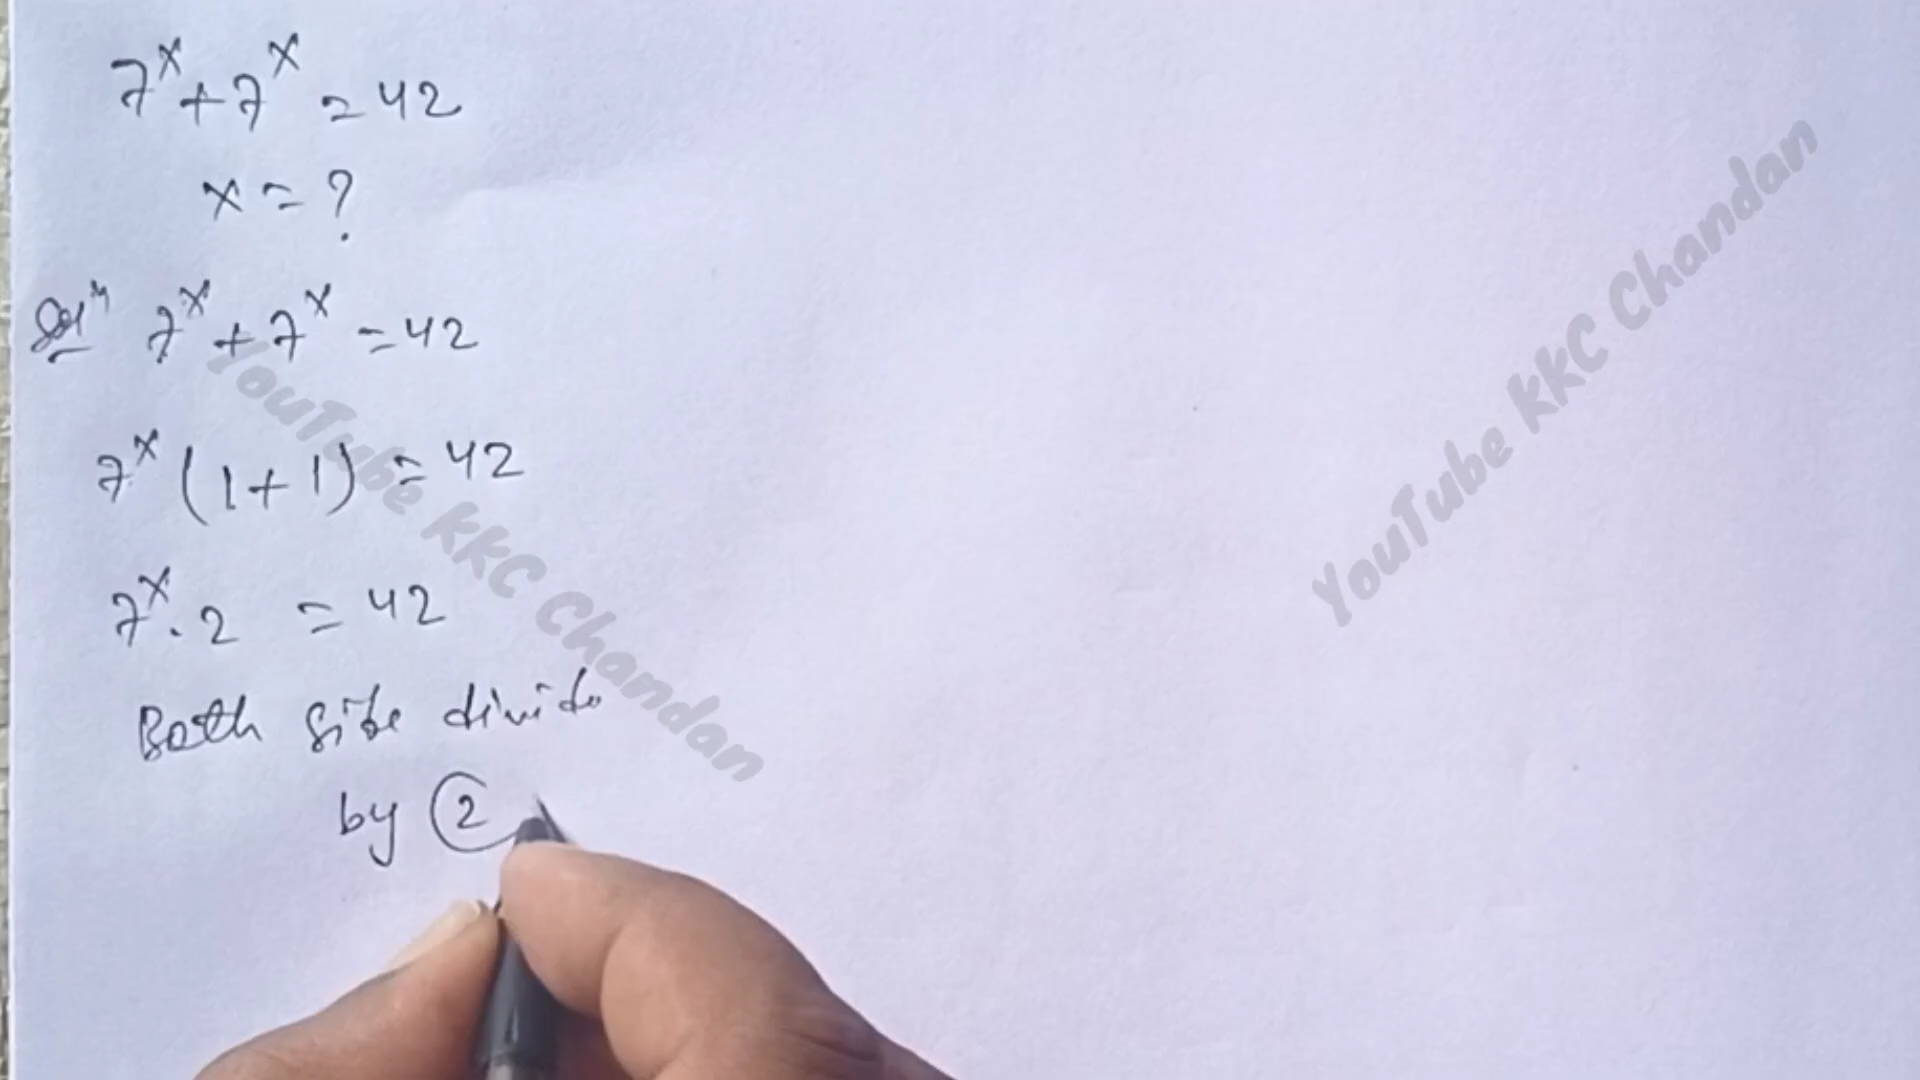 7^x + 7^x = 42
x = ?
Sol^n 7^x + 7^x = 42
7^x (1 + 1) = 42
7^x . 2 = 42
Both side divide
by 2
YouTube KKC Chandan
YouTube KKC Chandan